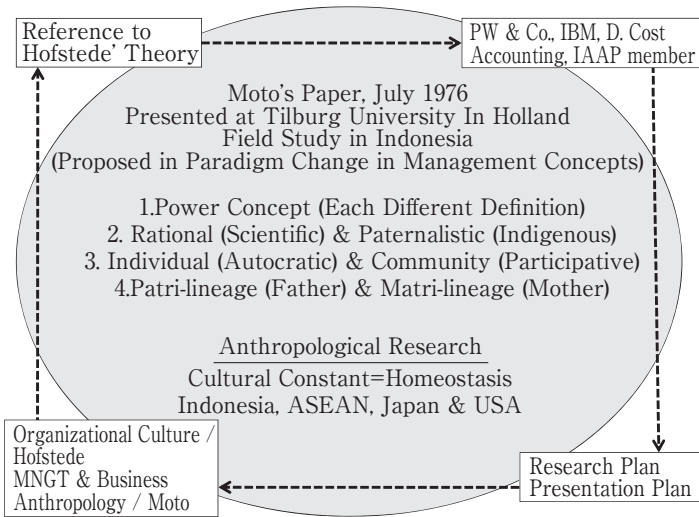 Reference to
Hofstede' Theory
PW & Co., IBM, D. Cost
Accounting, IAAP member
Moto's Paper, July 1976
Presented at Tilburg University In Holland
Field Study in Indonesia
(Proposed in Paradigm Change in Management Concepts)
1.Power Concept (Each Different Definition)
2. Rational (Scientific) & Paternalistic (Indigenous)
3. Individual (Autocratic) & Community (Participative)
4.Patri-lineage (Father) & Matri-lineage (Mother)
Anthropological Research
Cultural Constant=Homeostasis
Indonesia, ASEAN, Japan & USA
Organizational Culture /
Hofstede
MNGT & Business
Anthropology / Moto
Research Plan
Presentation Plan